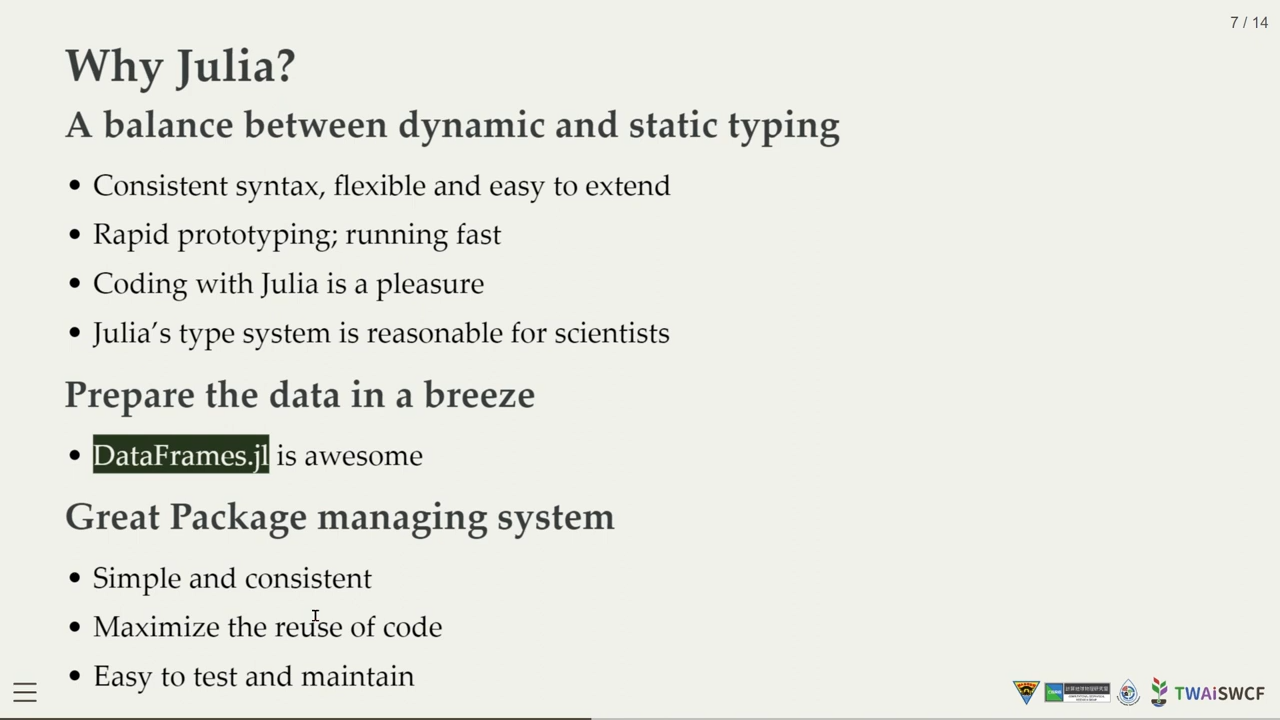 7 / 14
Why Julia?
A balance between dynamic and static typing
• Consistent syntax, flexible and easy to extend
• Rapid prototyping; running fast
• Coding with Julia is a pleasure
• Julia’s type system is reasonable for scientists
Prepare the data in a breeze
• DataFrames.jl is awesome
Great Package managing system
• Simple and consistent
• Maximize the reuse of code
• Easy to test and maintain
TWAiSWCF